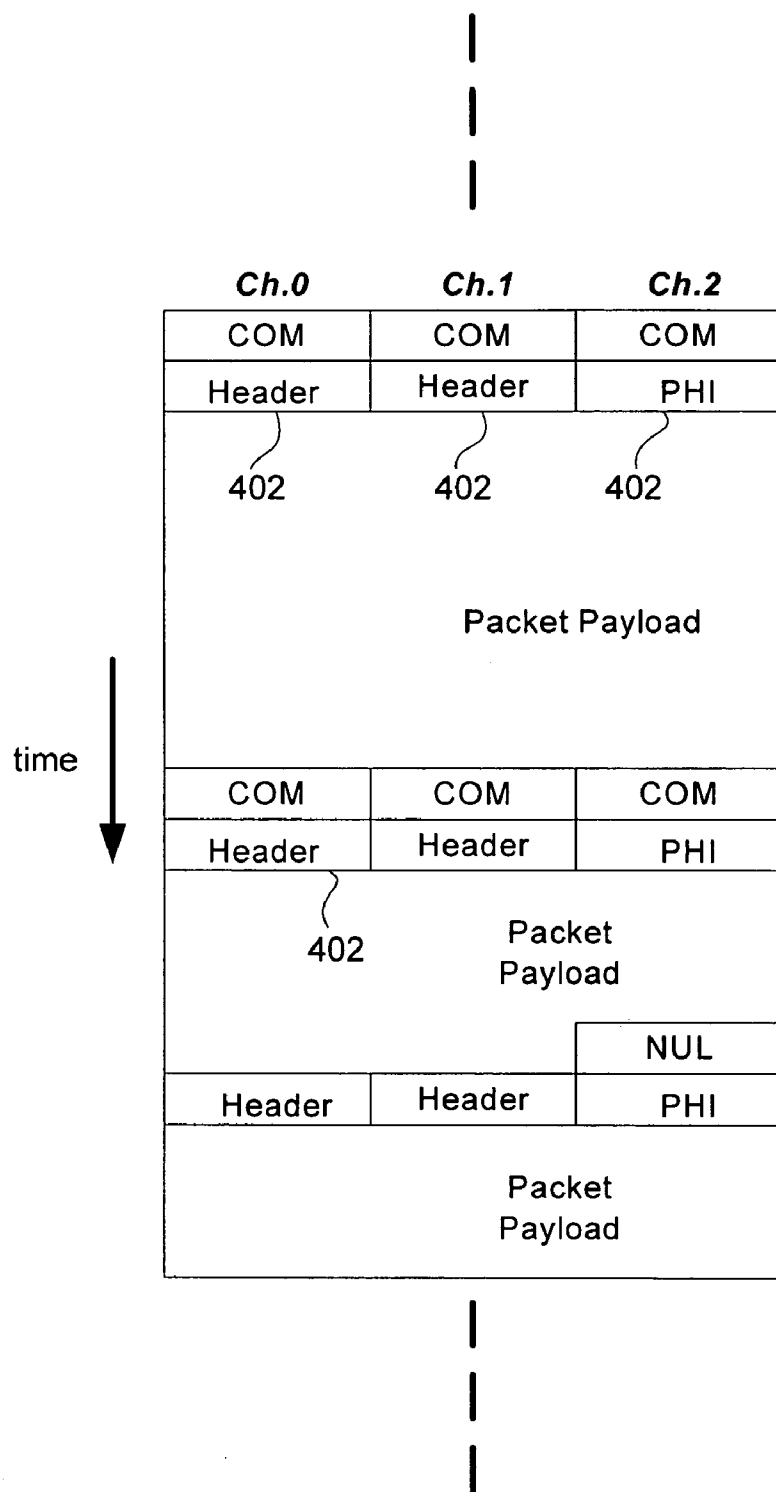 Ch.0 Ch.1 Ch.2
COM COM COM
Header Header PHI
402 402 402
Packet Payload
time
COM COM COM
Header Header PHI
402
Packet
Payload
NUL
Header Header PHI
Packet
Payload